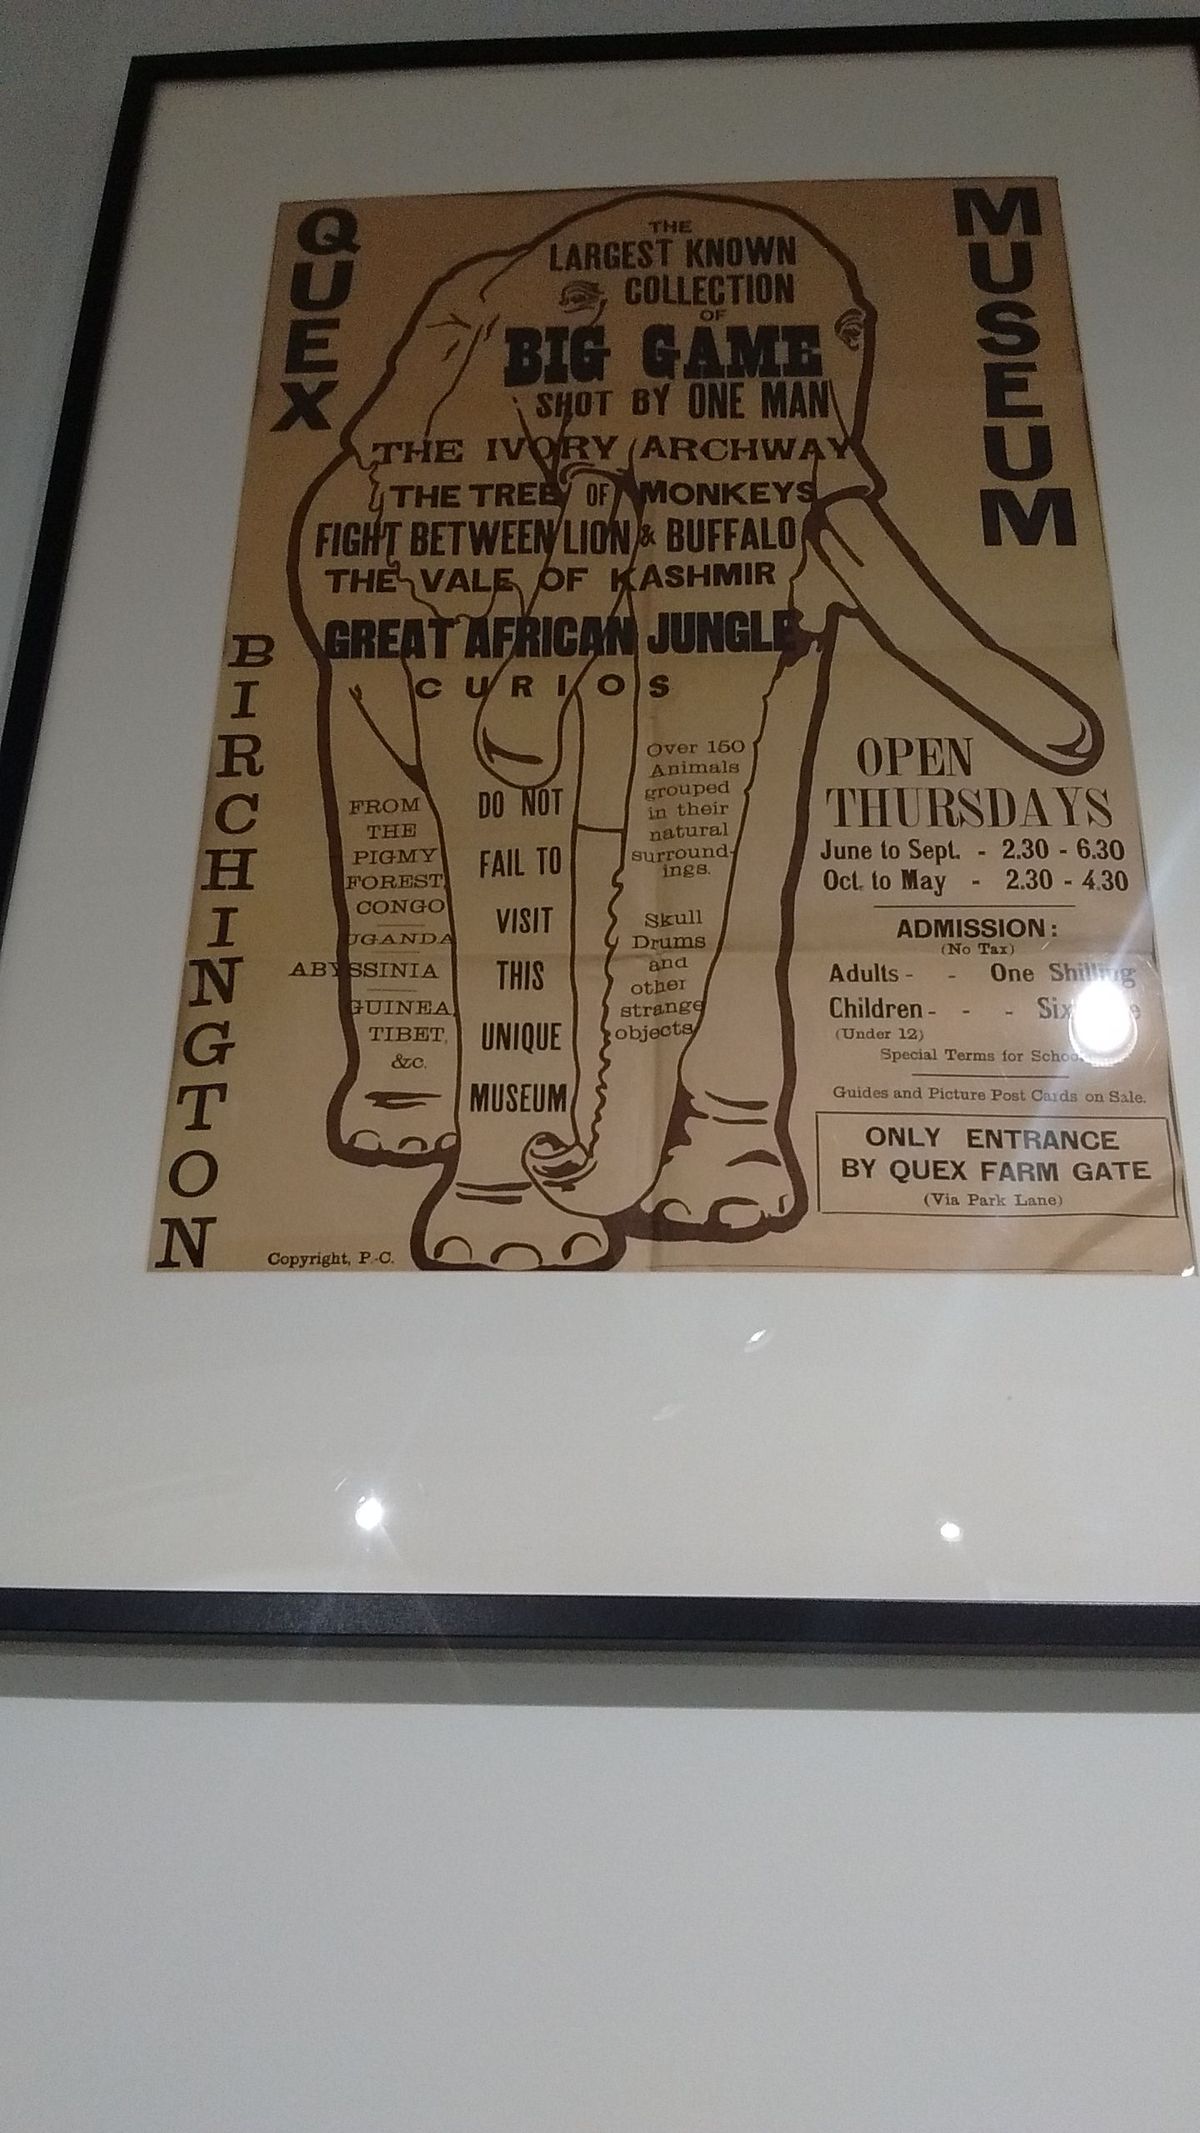 QUEX
MUSEUM
BIRCHINGTON
THE
LARGEST KNOWN
COLLECTION
OF
BIG GAME
SHOT BY ONE MAN
THE IVORY ARCHWAY
THE TREE OF MONKEYS
FIGHT BETWEEN LION & BUFFALO
THE VALE OF KASHMIR
GREAT AFRICAN JUNGLE
CURIOS
FROM
THE
PIGMY
FOREST,
CONGO
UGANDA
ABYSSINIA
GUINEA,
TIBET,
&c.
DO NOT
FAIL TO
VISIT
THIS
UNIQUE
MUSEUM
Over 150
Animals
grouped
in their
natural
surround-
ings.
Skull
Drums
and
other
strange
objects
OPEN
THURSDAYS
June to Sept. - 2.30 - 6.30
Oct. to May - 2.30 - 4.30
ADMISSION:
(No Tax)
Adults - - One Shilling
Children - - -
(Under 12)
Special Terms for
Guides and Picture Post Cards on Sale.
ONLY ENTRANCE
BY QUEX FARM GATE
(Via Park Lane)
Copyright, P.-C.